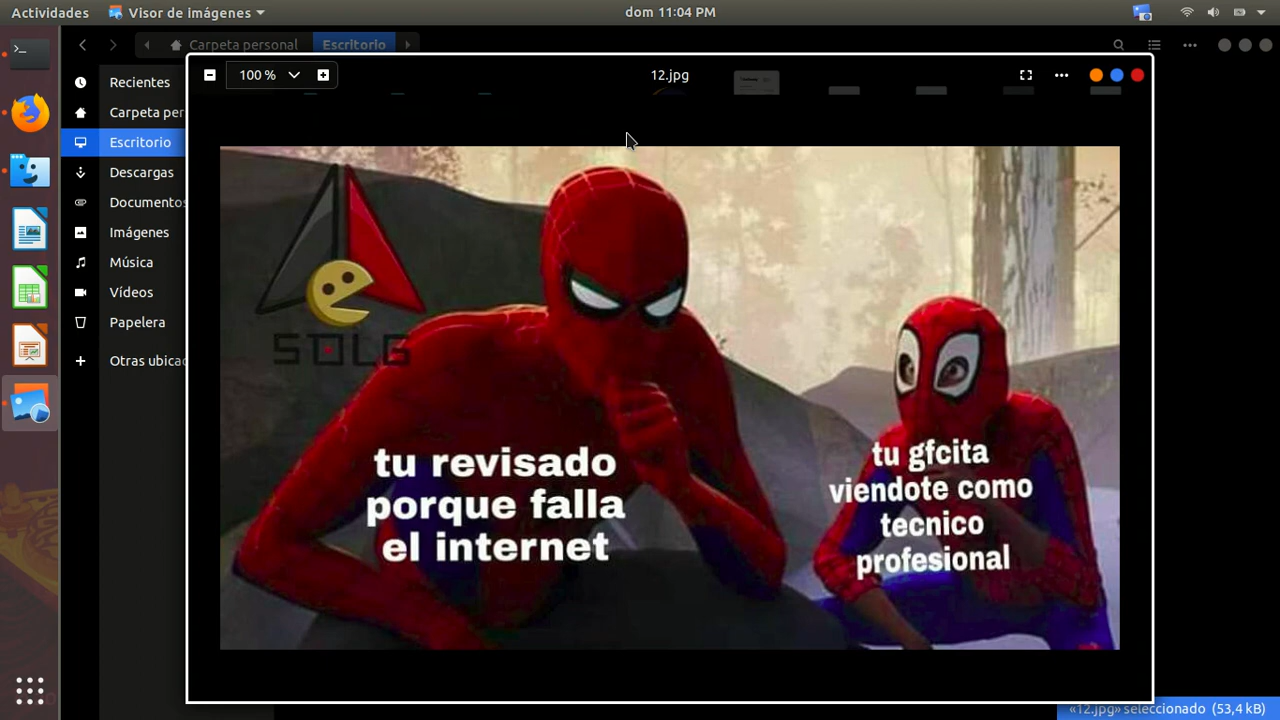 Actividades
Visor de imágenes
dom 11:04 PM
Carpeta personal
Escritorio
100 %
12.jpg
Recientes
Carpeta per
Escritorio
Descargas
Documentos
Imágenes
Música
Vídeos
Papelera
Otras ubica
SOLG
tu revisado
porque falla
el internet
tu gfcita
viendote como
tecnico
profesional
«12.jpg» seleccionado (53,4 kB)